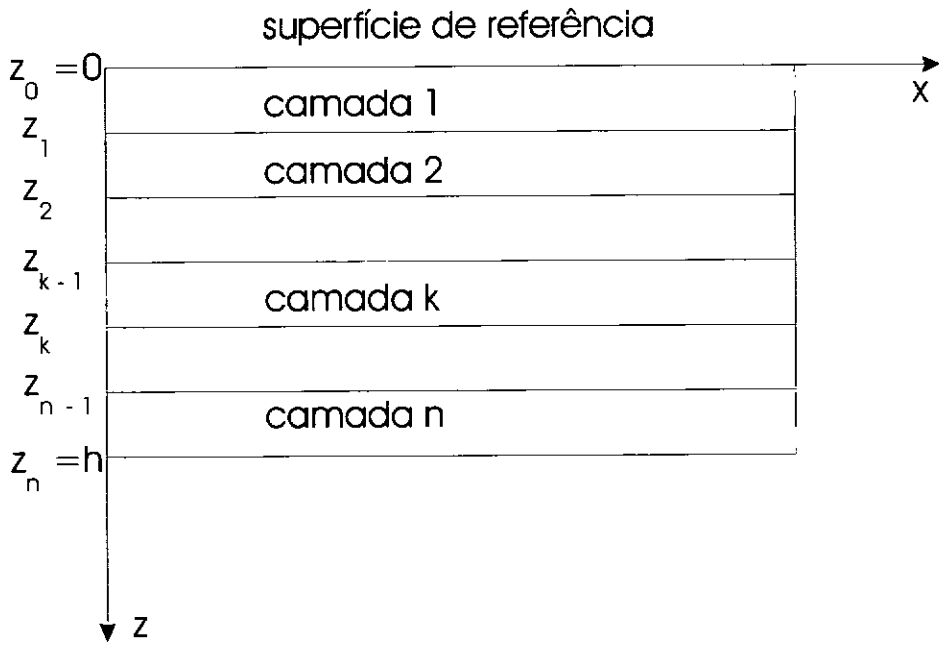 superfície de referência
z0 =0
x
camada 1
z1
camada 2
z2
zk-1
camada k
zk
zn-1
camada n
zn =h
z